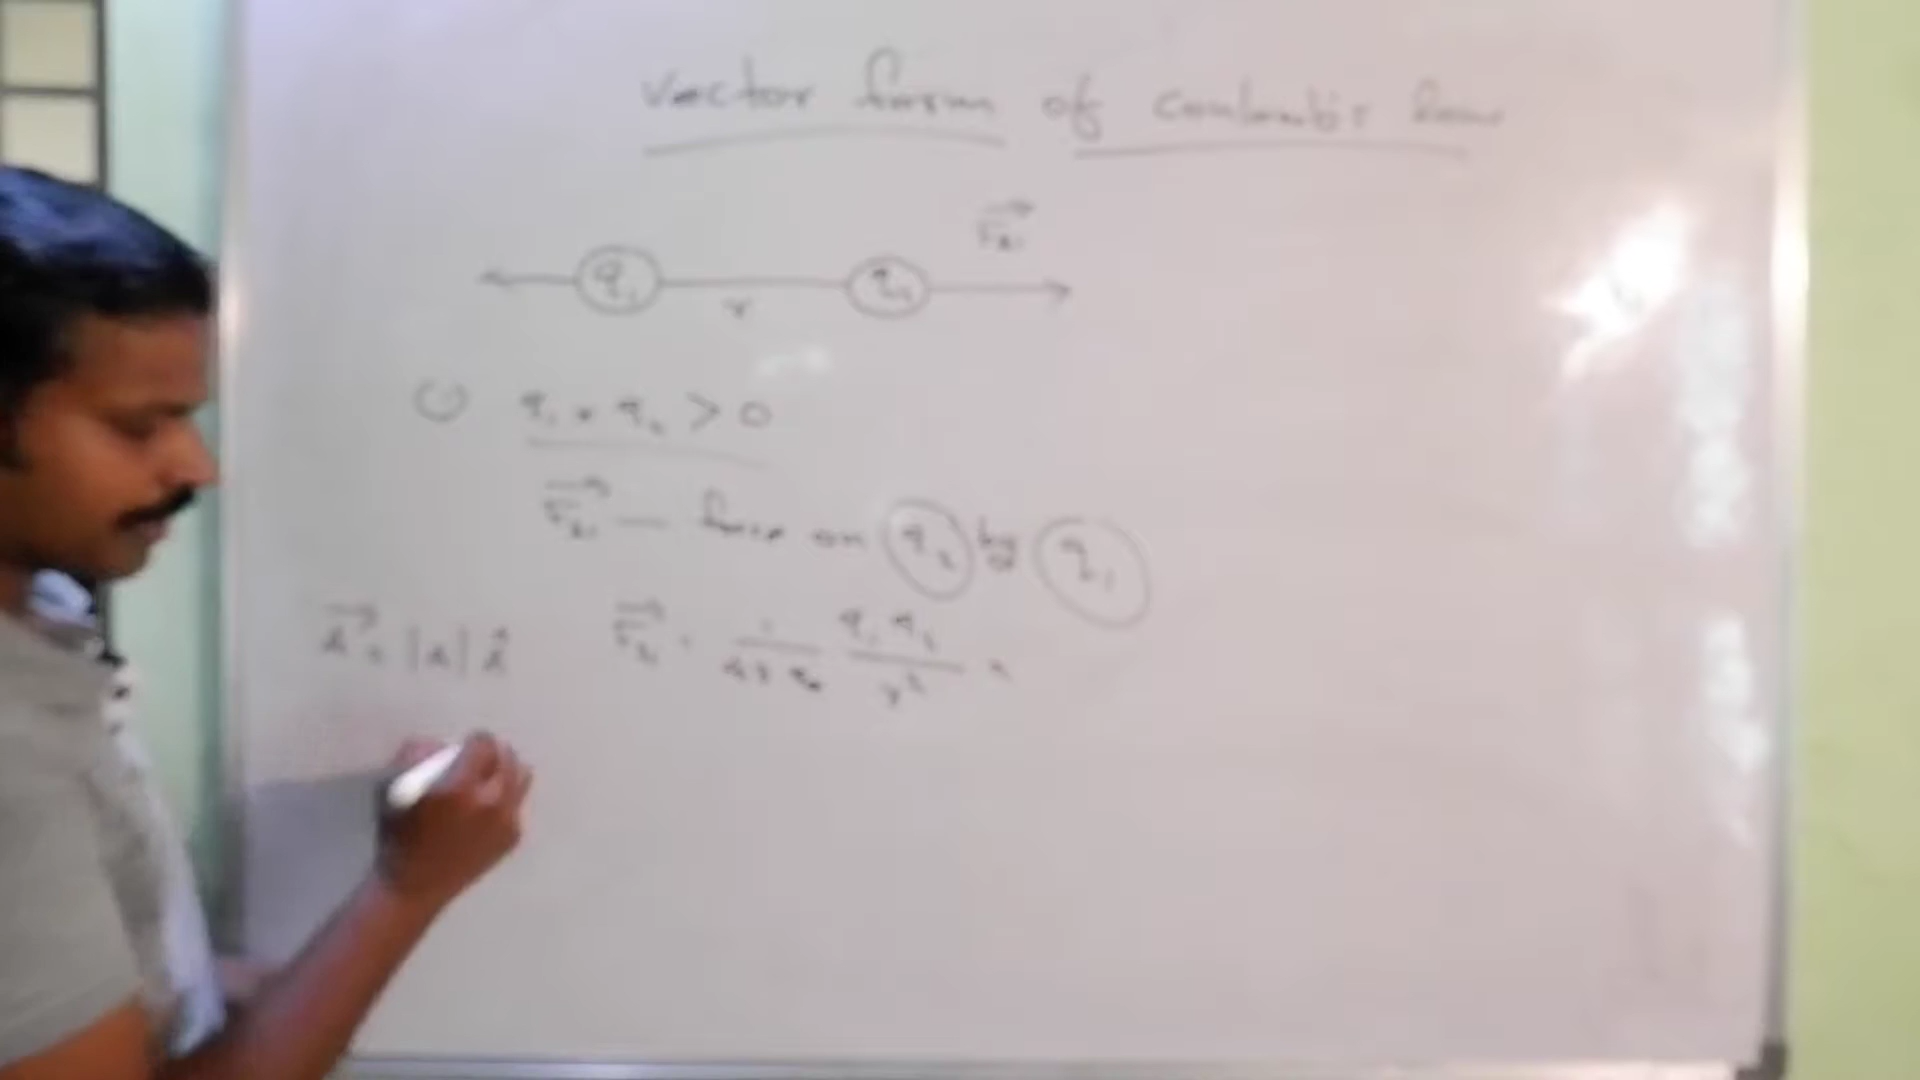 vector form of coulomb's law
F₂₁
q₁ r q₂
(1) q₁ × q₂ > 0
F₂₁ — force on q₂ by q₁
A = |A| Â F₂₁ = 1/4πε₀ q₁q₂/r² ×